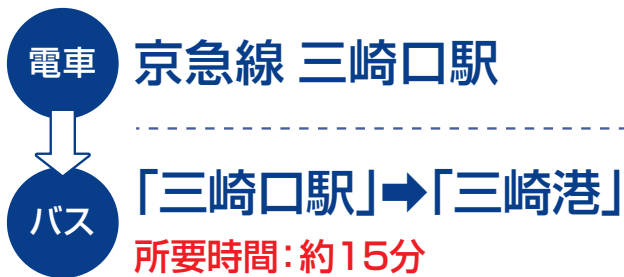 電車
京急線 三崎口駅
バス
「三崎口駅」➡「三崎港」
所要時間：約15分